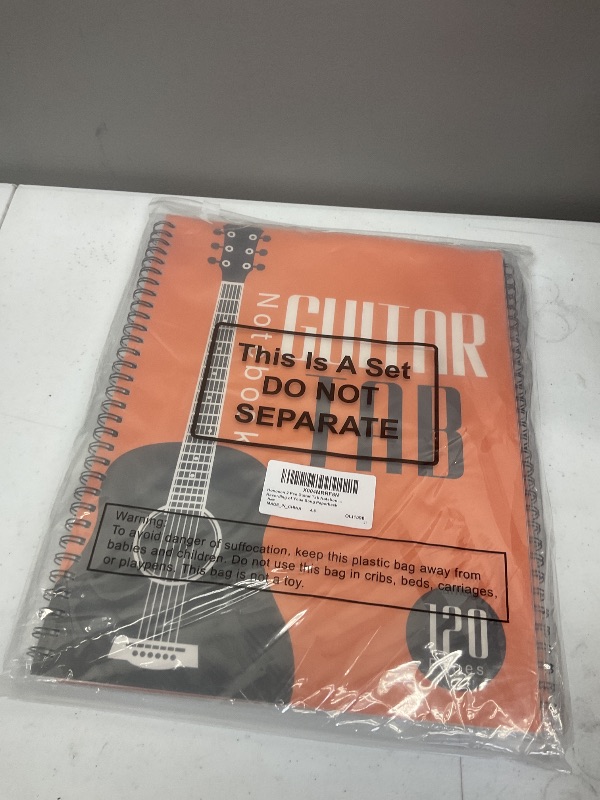 Notebook
GUITAR
TAB
This Is A Set
DO NOT
SEPARATE
Warning:
To avoid danger of suffocation, keep this plastic bag away from
babies and children. Do not use this bag in cribs, beds, carriages,
or playpens. This bag is not a toy.
120
Pages